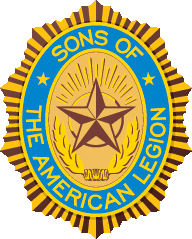 SONS OF
THE AMERICAN LEGION